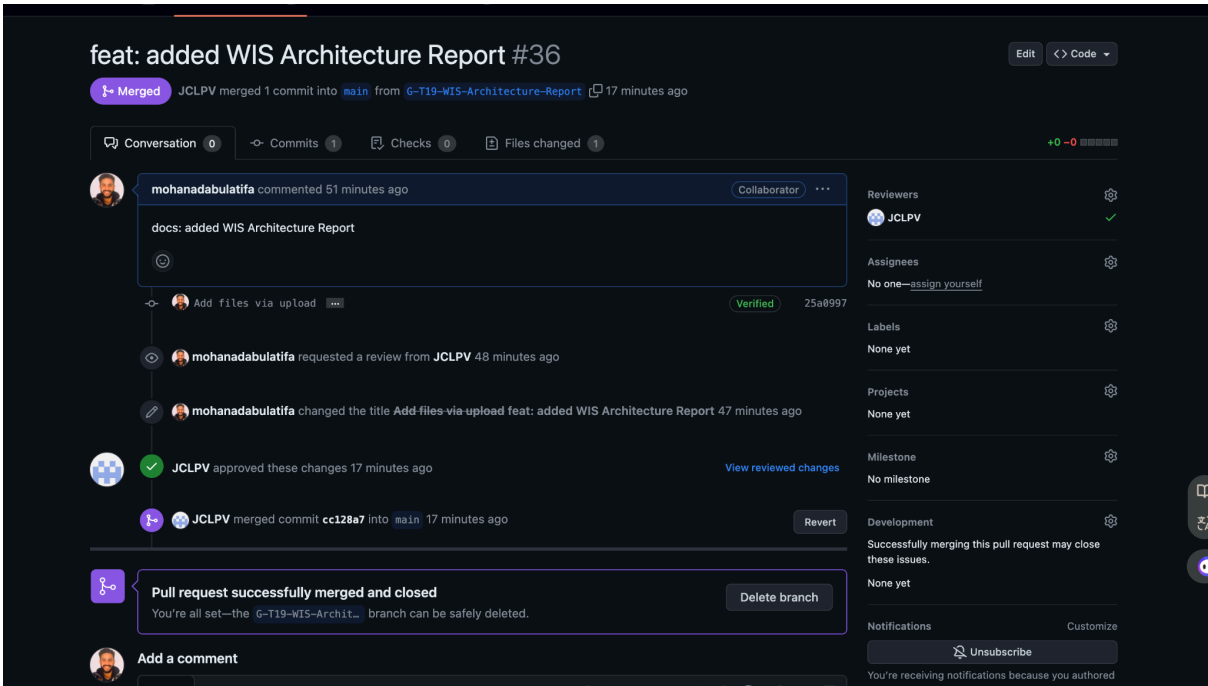 feat: added WIS Architecture Report #36
Edit
<> Code
Merged
JCLPV merged 1 commit into main from G-T19-WIS-Architecture-Report 17 minutes ago
Conversation 0
Commits 1
Checks 0
Files changed 1
+0 −0
mohanadabulatifa commented 51 minutes ago
Collaborator
...
docs: added WIS Architecture Report
Add files via upload ...
Verified
25a0997
mohanadabulatifa requested a review from JCLPV 48 minutes ago
mohanadabulatifa changed the title Add files via upload feat: added WIS Architecture Report 47 minutes ago
JCLPV approved these changes 17 minutes ago
View reviewed changes
JCLPV merged commit cc128a7 into main 17 minutes ago
Revert
Pull request successfully merged and closed
You're all set—the G-T19-WIS-Archit… branch can be safely deleted.
Delete branch
Add a comment
Reviewers
JCLPV
Assignees
No one—assign yourself
Labels
None yet
Projects
None yet
Milestone
No milestone
Development
Successfully merging this pull request may close
these issues.
None yet
Notifications
Customize
Unsubscribe
You're receiving notifications because you authored